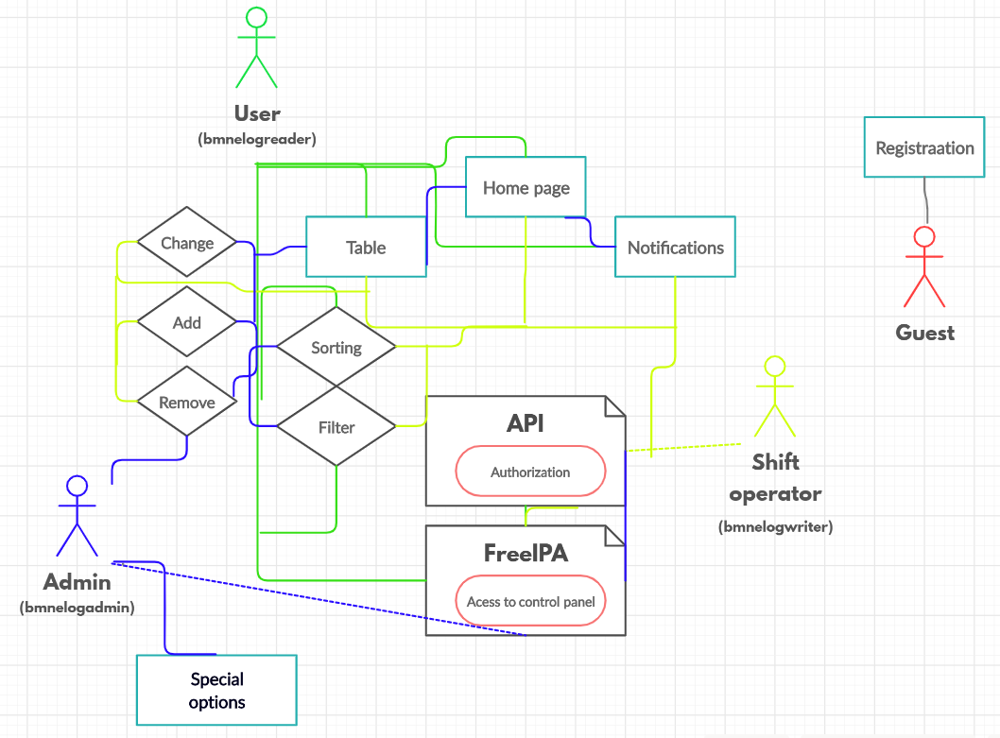 User
(bmnelogreader)
Registraation
Home page
Table
Notifications
Change
Add
Remove
Sorting
Filter
Guest
API
Authorization
Shift
operator
(bmnelogwriter)
FreeIPA
Acess to control panel
Admin
(bmnelogadmin)
Special
options